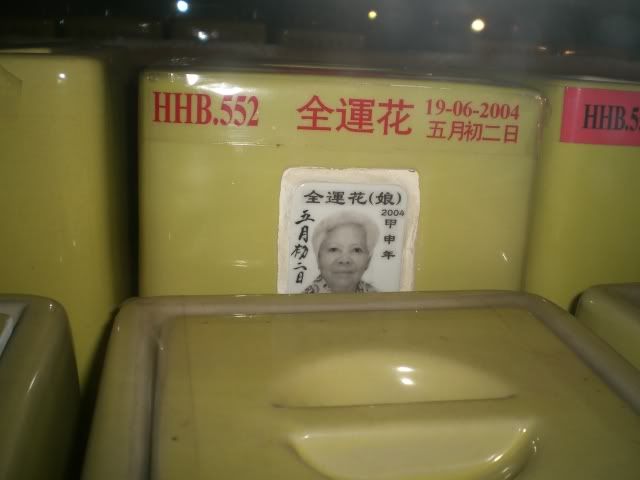 HHB.552
全運花
19-06-2004
五月初二日
HHB.5
全運花(娘)
2004
甲申年
五月初二日